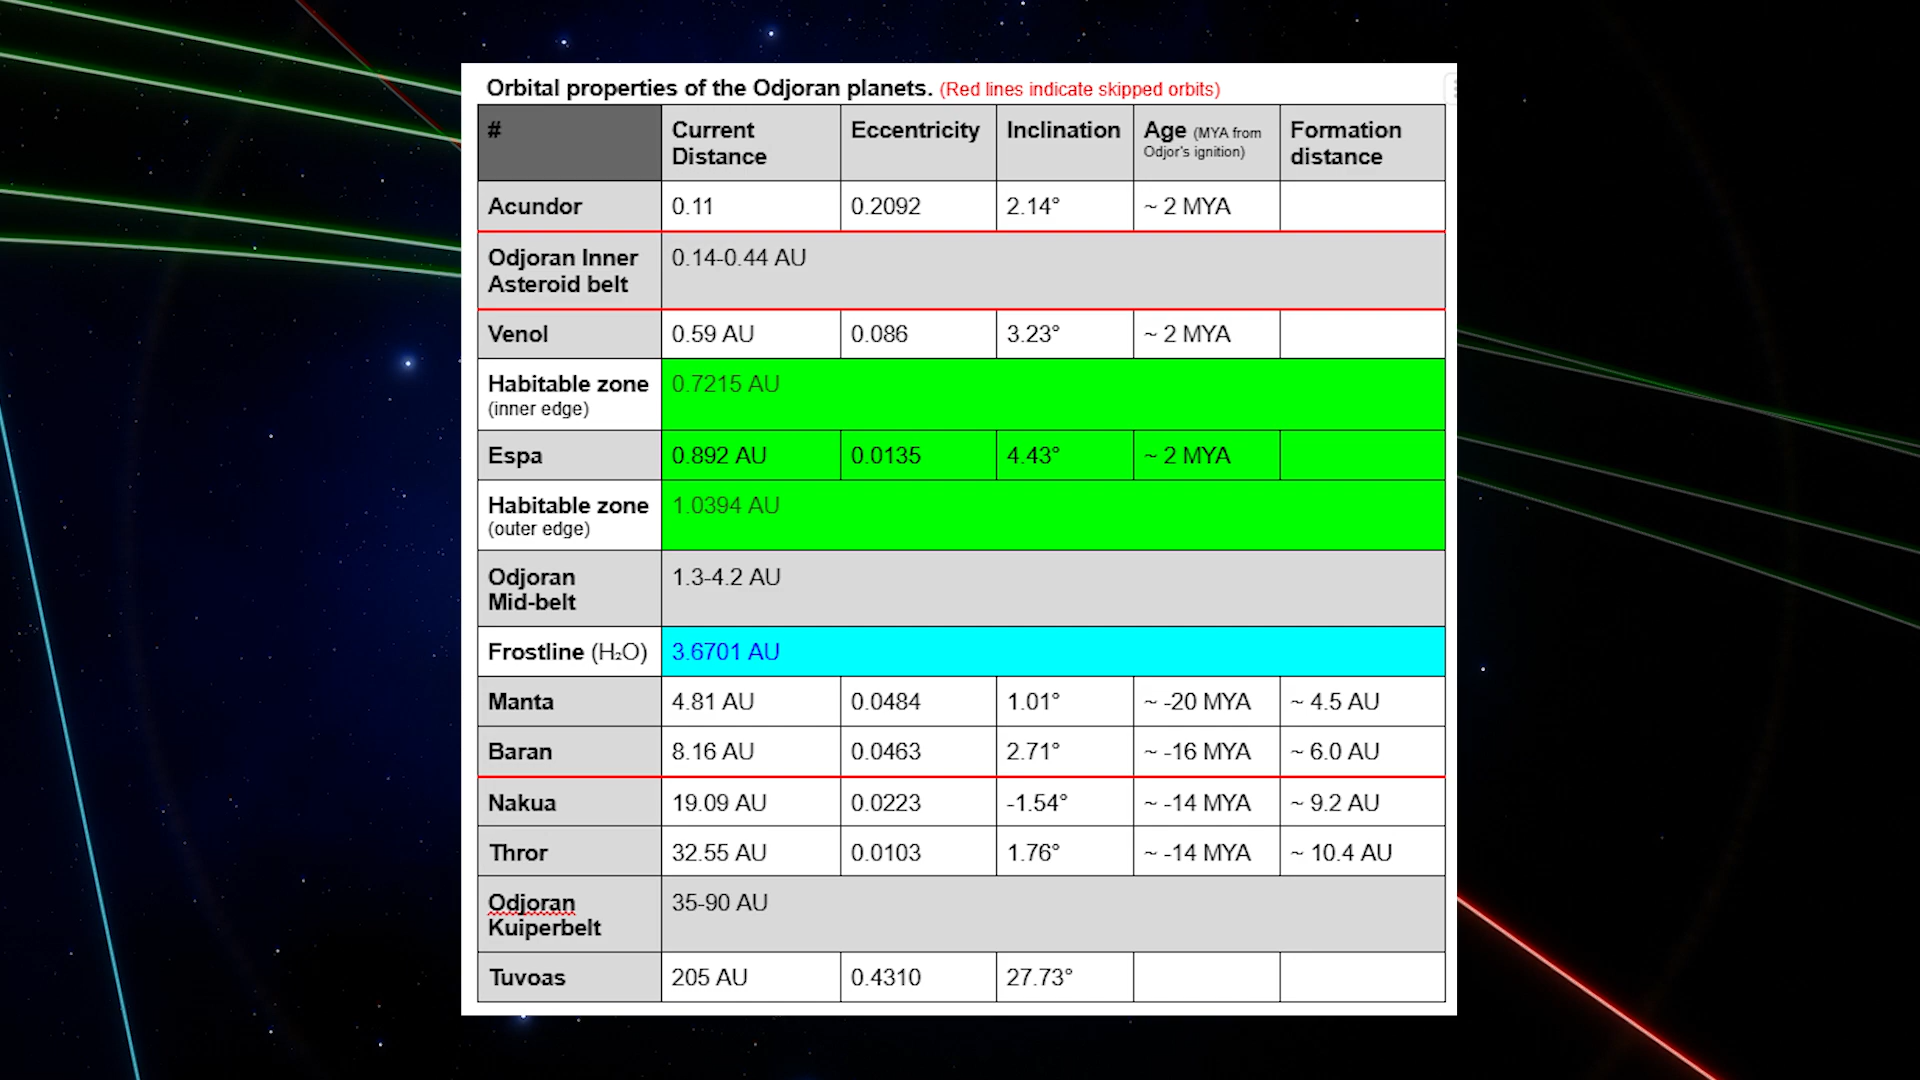 Orbital properties of the Odjoran planets. (Red lines indicate skipped orbits)
# Current Distance Eccentricity Inclination Age (MYA from Odjor's ignition) Formation distance
Acundor 0.11 0.2092 2.14° ~ 2 MYA
Odjoran Inner Asteroid belt 0.14-0.44 AU
Venol 0.59 AU 0.086 3.23° ~ 2 MYA
Habitable zone (inner edge) 0.7215 AU
Espa 0.892 AU 0.0135 4.43° ~ 2 MYA
Habitable zone (outer edge) 1.0394 AU
Odjoran Mid-belt 1.3-4.2 AU
Frostline (H₂O) 3.6701 AU
Manta 4.81 AU 0.0484 1.01° ~ -20 MYA ~ 4.5 AU
Baran 8.16 AU 0.0463 2.71° ~ -16 MYA ~ 6.0 AU
Nakua 19.09 AU 0.0223 -1.54° ~ -14 MYA ~ 9.2 AU
Thror 32.55 AU 0.0103 1.76° ~ -14 MYA ~ 10.4 AU
Odjoran Kuiperbelt 35-90 AU
Tuvoas 205 AU 0.4310 27.73°